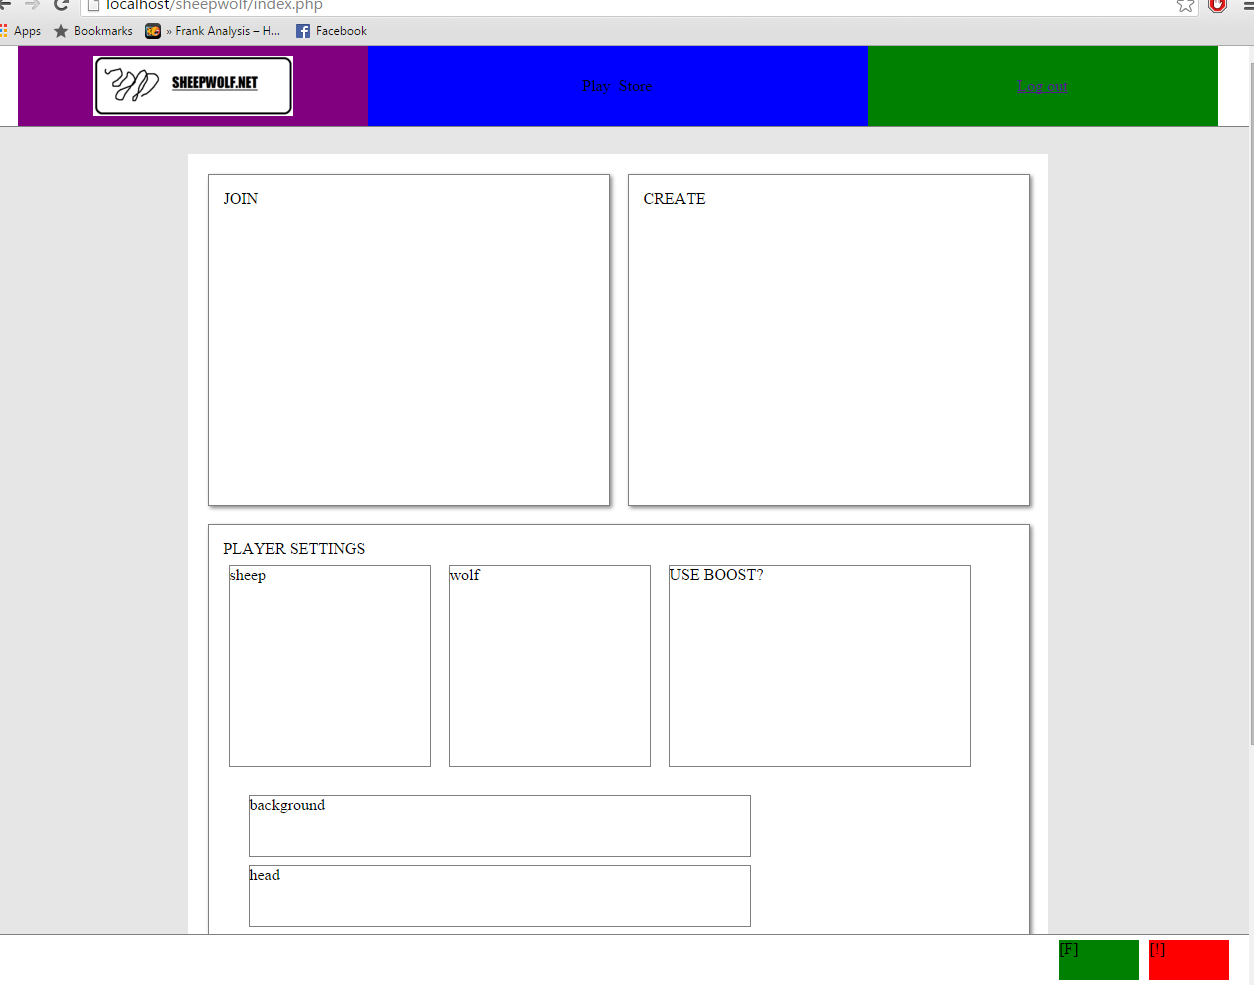 localhost/sheepwolf/index.php
Apps Bookmarks » Frank Analysis – H... Facebook
SHEEPWOLF.NET Play Store Log out
JOIN CREATE
PLAYER SETTINGS
sheep wolf USE BOOST?
background
head
[F] [!]